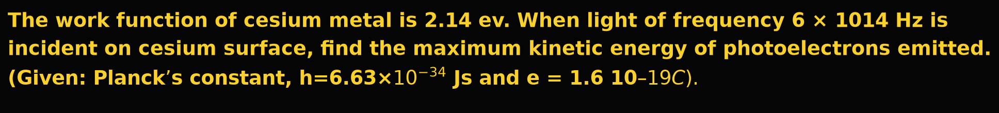 The work function of cesium metal is 2.14 ev. When light of frequency 6 × 1014 Hz is
incident on cesium surface, find the maximum kinetic energy of photoelectrons emitted.
(Given: Planck’s constant, h=6.63×10⁻³⁴ Js and e = 1.6 10–19C).